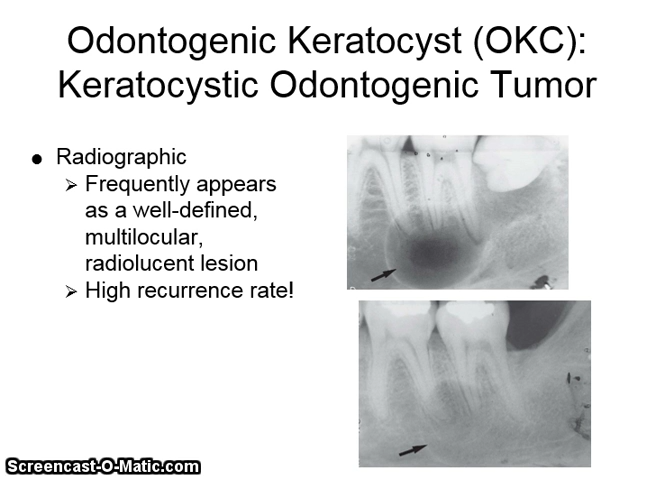 Odontogenic Keratocyst (OKC):
Keratocystic Odontogenic Tumor
● Radiographic
➢ Frequently appears
as a well-defined,
multilocular,
radiolucent lesion
➢ High recurrence rate!
Screencast-O-Matic.com